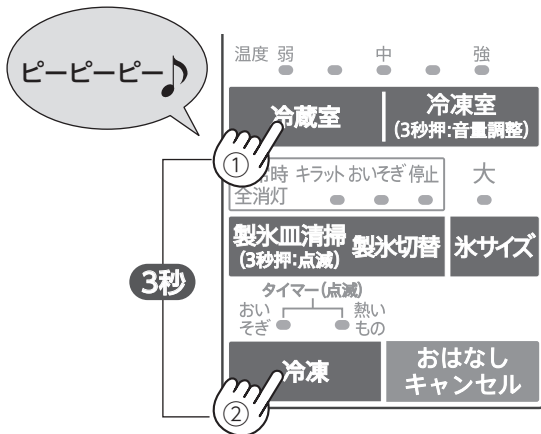 ピーピーピー♪
温度 弱 中 強
冷蔵室
冷凍室
(3秒押:音量調整)
①
時 キラット おいそぎ 停止 大
全消灯
製氷皿清掃
(3秒押:点滅)
製氷切替
氷サイズ
3秒
タイマー(点滅)
おい
そぎ
熱い
もの
冷凍
おはなし
キャンセル
②